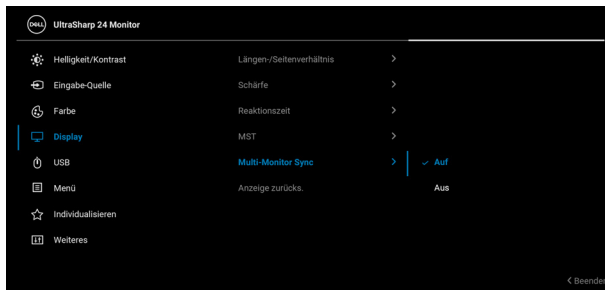 DELL UltraSharp 24 Monitor
Helligkeit/Kontrast Längen-/Seitenverhältnis
Eingabe-Quelle Schärfe
Farbe Reaktionszeit
Display MST
USB Multi-Monitor Sync Auf
Menü Anzeige zurücks. Aus
Individualisieren
Weiteres
Beenden